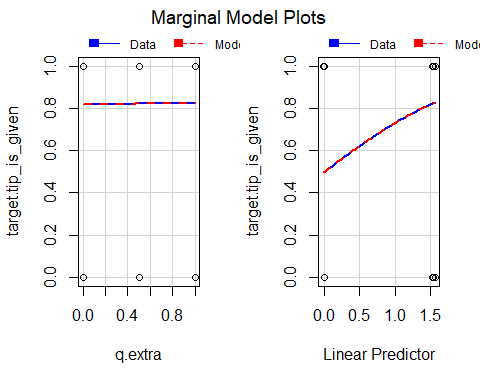 Marginal Model Plots
Data Mode
Data Mode
target.tip_is_given
0.0 0.2 0.4 0.6 0.8 1.0
0.0 0.4 0.8
q.extra
target.tip_is_given
0.0 0.2 0.4 0.6 0.8 1.0
0.0 0.5 1.0 1.5
Linear Predictor